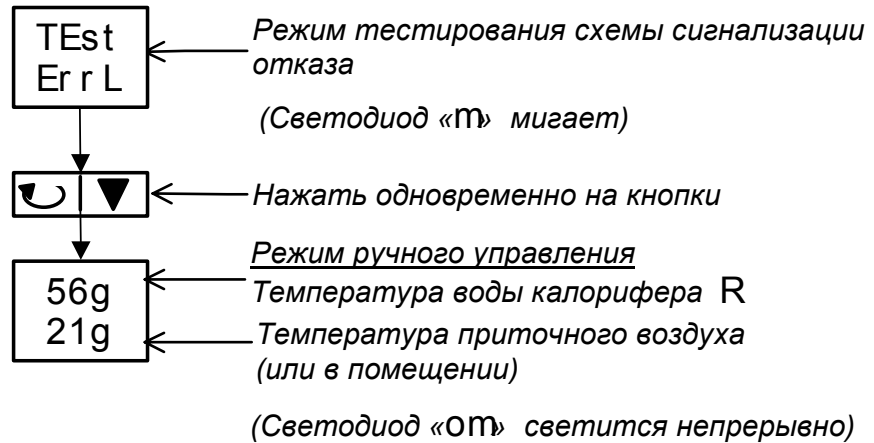 TEst
Er r L
Режим тестирования схемы сигнализации
отказа
(Светодиод «m» мигает)
Нажать одновременно на кнопки
Режим ручного управления
56g
Температура воды калорифера R
21g
Температура приточного воздуха
(или в помещении)
(Светодиод «om» светится непрерывно)